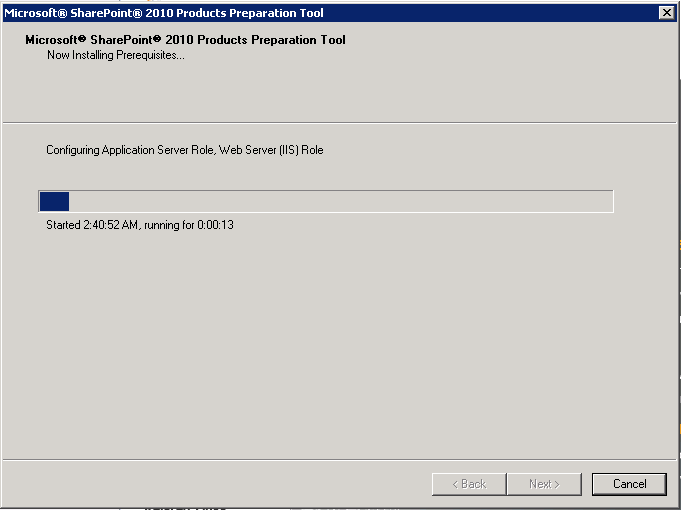 Microsoft® SharePoint® 2010 Products Preparation Tool
Microsoft® SharePoint® 2010 Products Preparation Tool
Now Installing Prerequisites...
Configuring Application Server Role, Web Server (IIS) Role
Started 2:40:52 AM, running for 0:00:13
< Back
Next >
Cancel